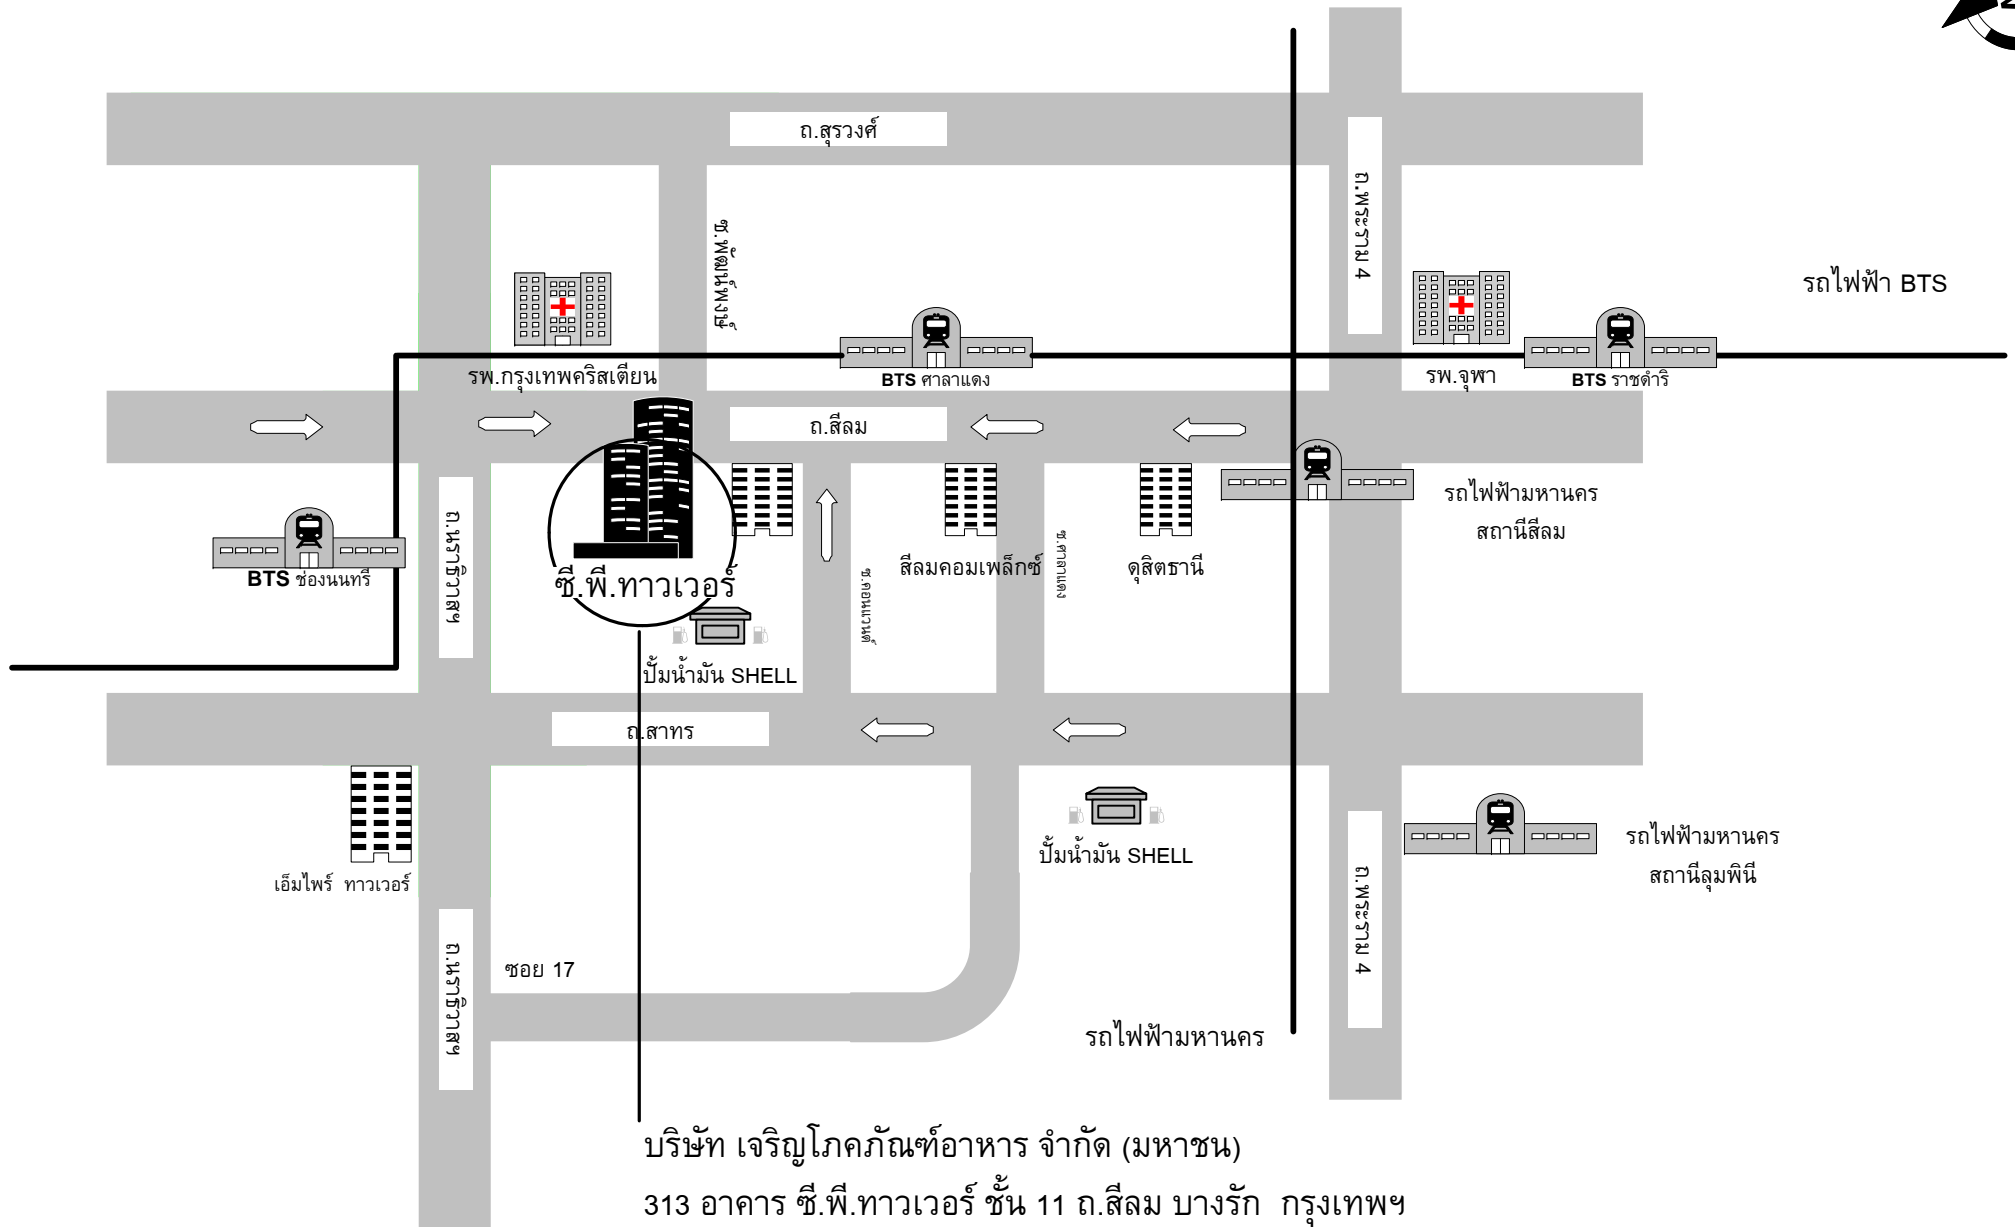 ถ.สุรวงศ์
ถ.พระราม 4
ซ.พัฒน์พงษ์
รถไฟฟ้า BTS
รพ.กรุงเทพคริสเตียน
BTS ศาลาแดง
รพ.จุฬา
BTS ราชดำริ
ถ.สีลม
รถไฟฟ้ามหานคร
สถานีสีลม
ถ.นราธิวาสฯ
BTS ช่องนนทรี
ซี.พี.ทาวเวอร์
สีลมคอมเพล็กซ์
ซ.ศาลาแดง
ดุสิตธานี
ซ.คอนแวนต์
ปั้มน้ำมัน SHELL
ถ.สาทร
ปั้มน้ำมัน SHELL
รถไฟฟ้ามหานคร
สถานีลุมพินี
เอ็มไพร์ ทาวเวอร์
ถ.พระราม 4
ถ.นราธิวาสฯ
ซอย 17
รถไฟฟ้ามหานคร
บริษัท เจริญโภคภัณฑ์อาหาร จำกัด (มหาชน)
313 อาคาร ซี.พี.ทาวเวอร์ ชั้น 11 ถ.สีลม บางรัก กรุงเทพฯ